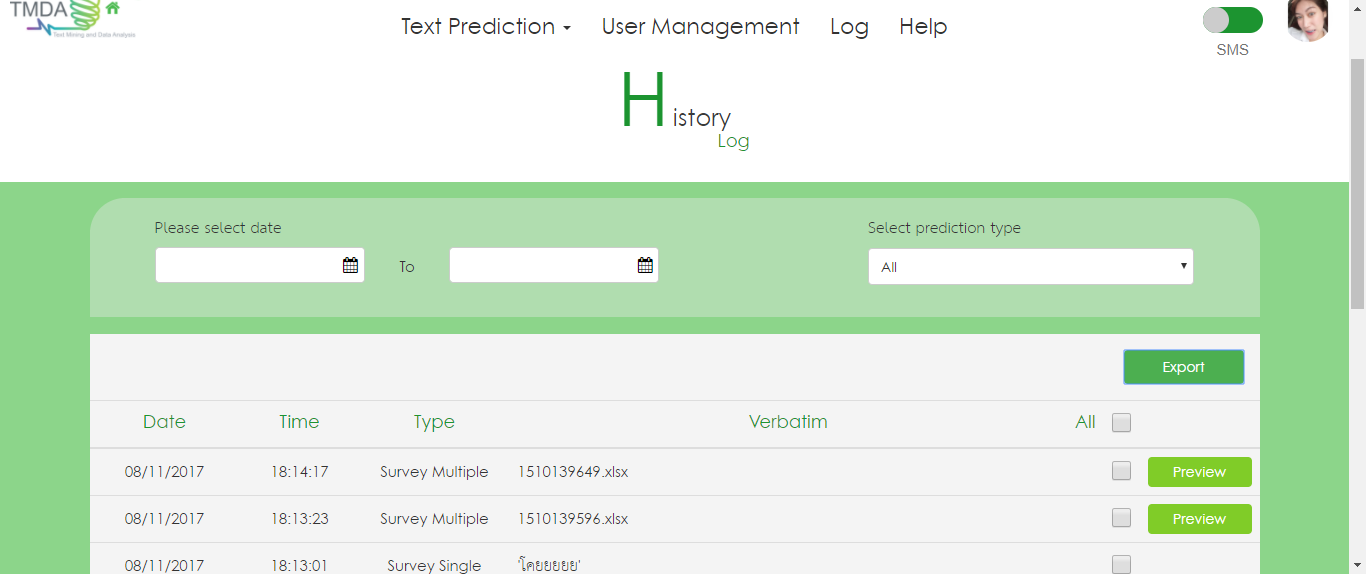 TMDA
Text Mining and Data Analysis
Text Prediction User Management Log Help
SMS
History
Log
Please select date
Select prediction type
To
All
Export
Date Time Type Verbatim All
08/11/2017 18:14:17 Survey Multiple 1510139649.xlsx Preview
08/11/2017 18:13:23 Survey Multiple 1510139596.xlsx Preview
08/11/2017 18:13:01 Survey Single 'โคยยยยย'